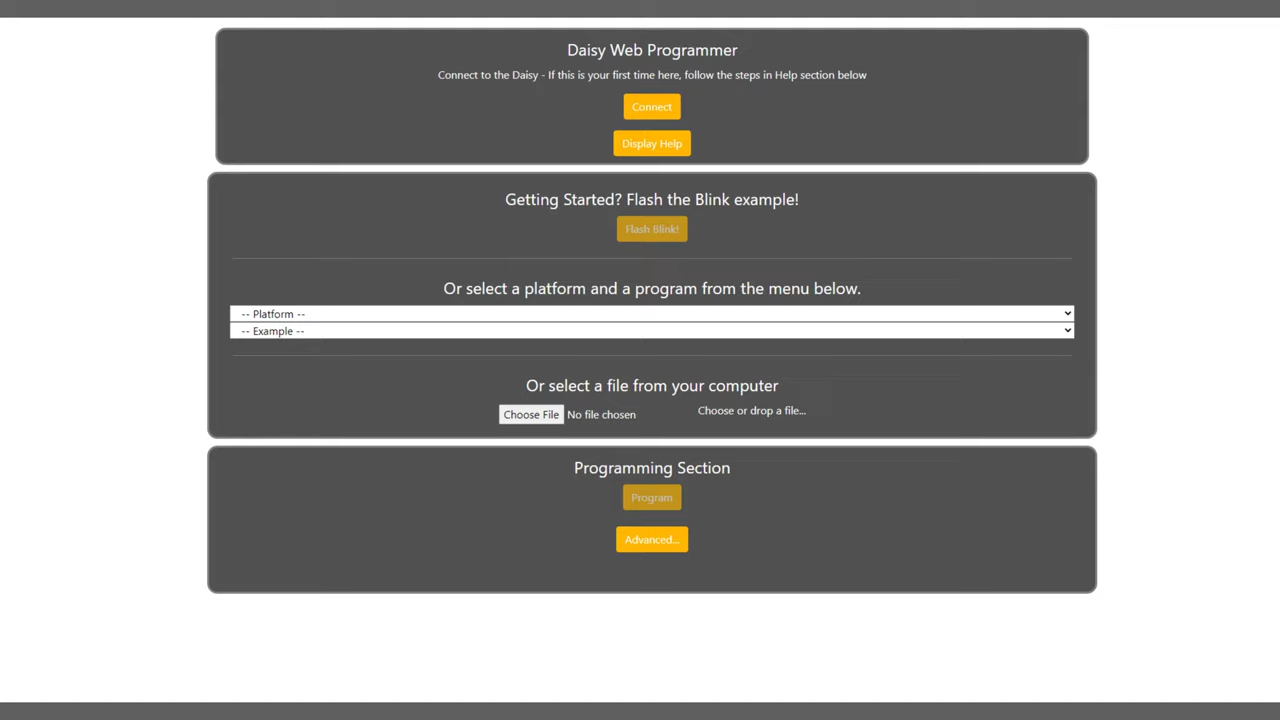 Daisy Web Programmer
Connect to the Daisy - If this is your first time here, follow the steps in Help section below
Connect
Display Help
Getting Started? Flash the Blink example!
Flash Blink!
Or select a platform and a program from the menu below.
-- Platform --
-- Example --
Or select a file from your computer
Choose File No file chosen Choose or drop a file...
Programming Section
Program
Advanced...